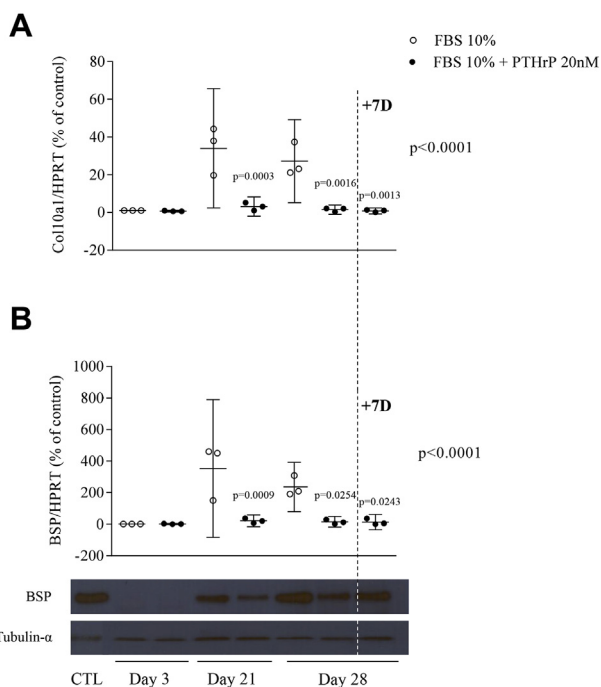 A
FBS 10%
FBS 10% + PTHrP 20nM
Col10a1/HPRT (% of control)
80
60
40
20
0
-20
p=0.0003
p=0.0016
p=0.0013
+7D
p<0.0001
B
BSP/HPRT (% of control)
1000
800
600
400
200
0
-200
p=0.0009
p=0.0254
p=0.0243
+7D
p<0.0001
BSP
Tubulin-α
CTL Day 3 Day 21 Day 28